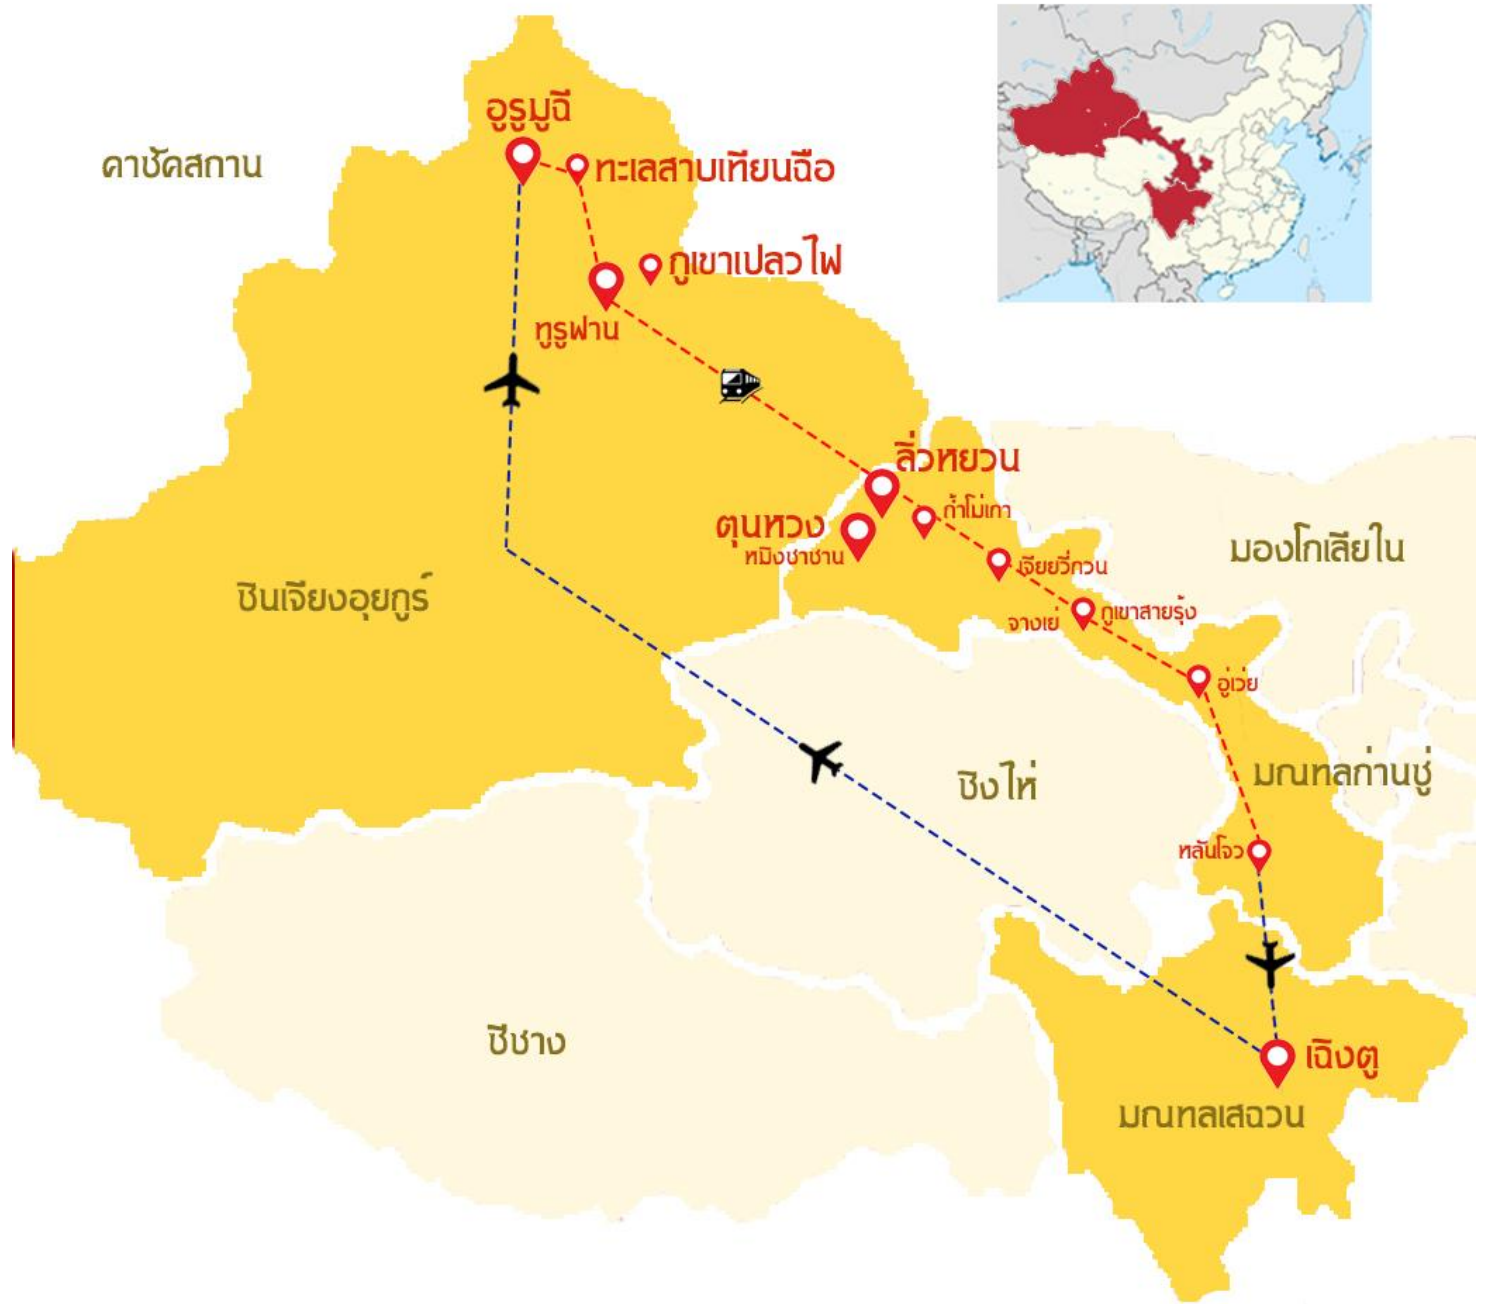 อูรูมูฉี
คาซัคสถาน
ทะเลสาบเทียนฉือ
ภูเขาเปลวไฟ
ทูรูฟาน
ลิ่วหยวน
ถ้ำโม่เกา
ตุนหวง
หมิงซาซาน
มองโกเลียใน
เจียยวี่กวน
ซินเจียงอุยกูร์
ภูเขาสายรุ้ง
จางเย่
อู่เว่ย
มณฑลก่านซู่
ชิงไห่
หลันโจว
ซีซาง
เฉิงตู
มณฑลเสฉวน